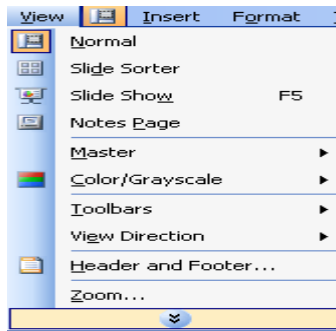 View Insert Format
Normal
Slide Sorter
Slide Show F5
Notes Page
Master
Color/Grayscale
Toolbars
View Direction
Header and Footer...
Zoom...